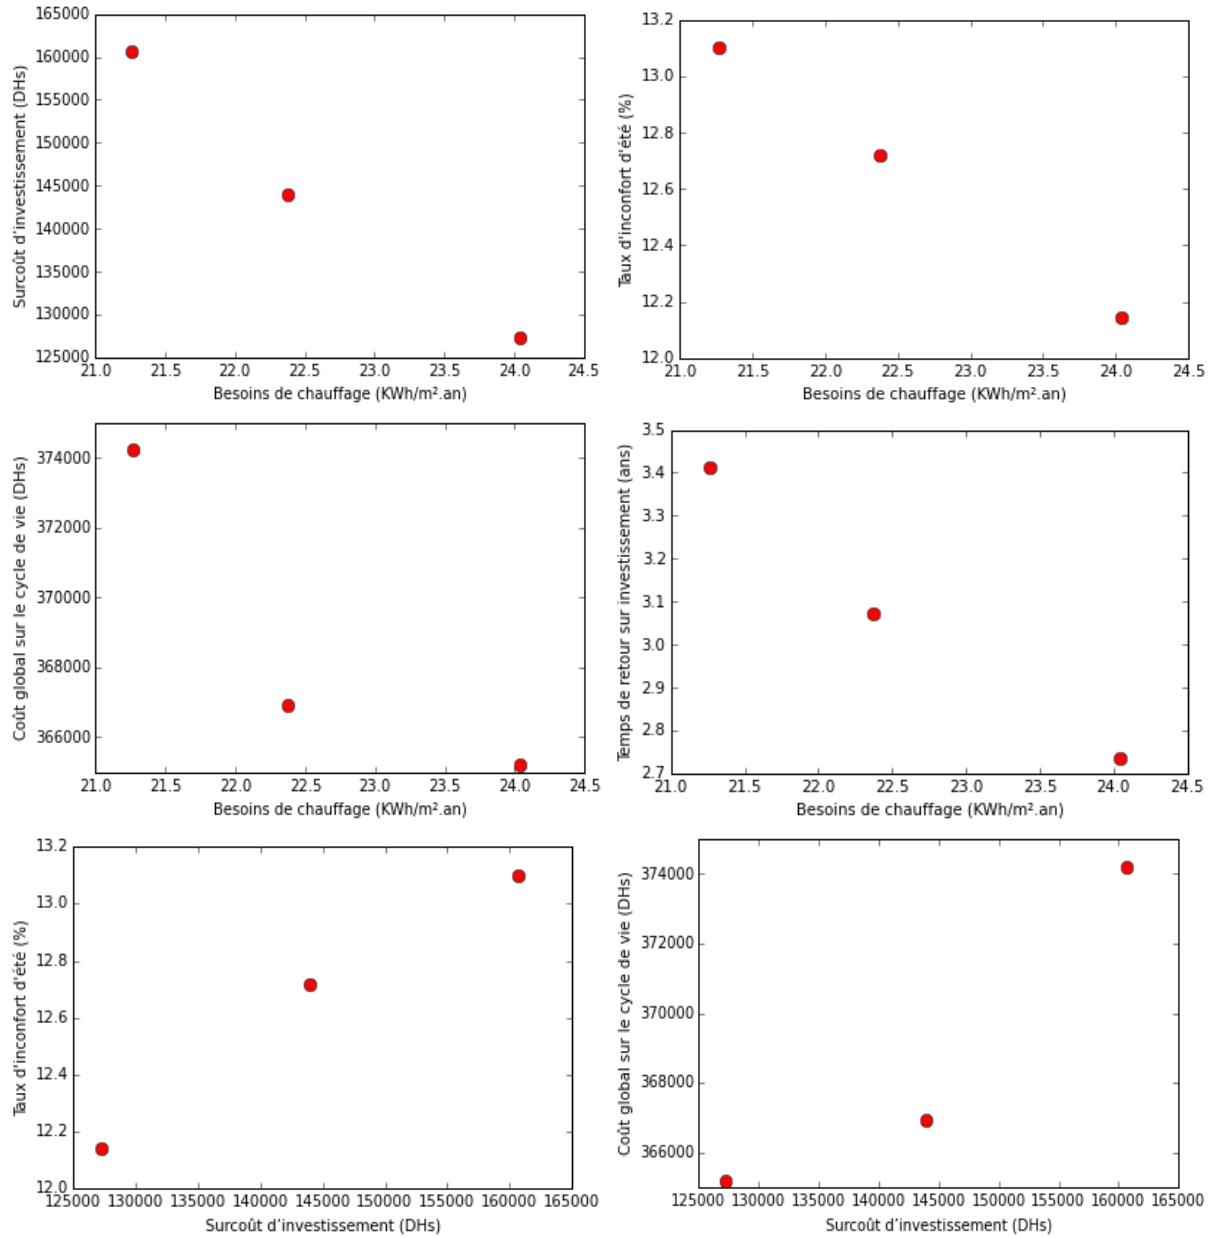 Surcoût d'investissement (DHs)
165000
160000
155000
150000
145000
140000
135000
130000
125000
21.0 21.5 22.0 22.5 23.0 23.5 24.0 24.5
Besoins de chauffage (KWh/m².an)
Taux d'inconfort d'été (%)
13.2
13.0
12.8
12.6
12.4
12.2
12.0
21.0 21.5 22.0 22.5 23.0 23.5 24.0 24.5
Besoins de chauffage (KWh/m².an)
Coût global sur le cycle de vie (DHs)
374000
372000
370000
368000
366000
21.0 21.5 22.0 22.5 23.0 23.5 24.0 24.5
Besoins de chauffage (KWh/m².an)
Temps de retour sur investissement (ans)
3.5
3.4
3.3
3.2
3.1
3.0
2.9
2.8
2.7
21.0 21.5 22.0 22.5 23.0 23.5 24.0 24.5
Besoins de chauffage (KWh/m².an)
Taux d'inconfort d'été (%)
13.2
13.0
12.8
12.6
12.4
12.2
12.0
125000 130000 135000 140000 145000 150000 155000 160000 165000
Surcoût d'investissement (DHs)
Coût global sur le cycle de vie (DHs)
374000
372000
370000
368000
366000
125000 130000 135000 140000 145000 150000 155000 160000 165000
Surcoût d'investissement (DHs)